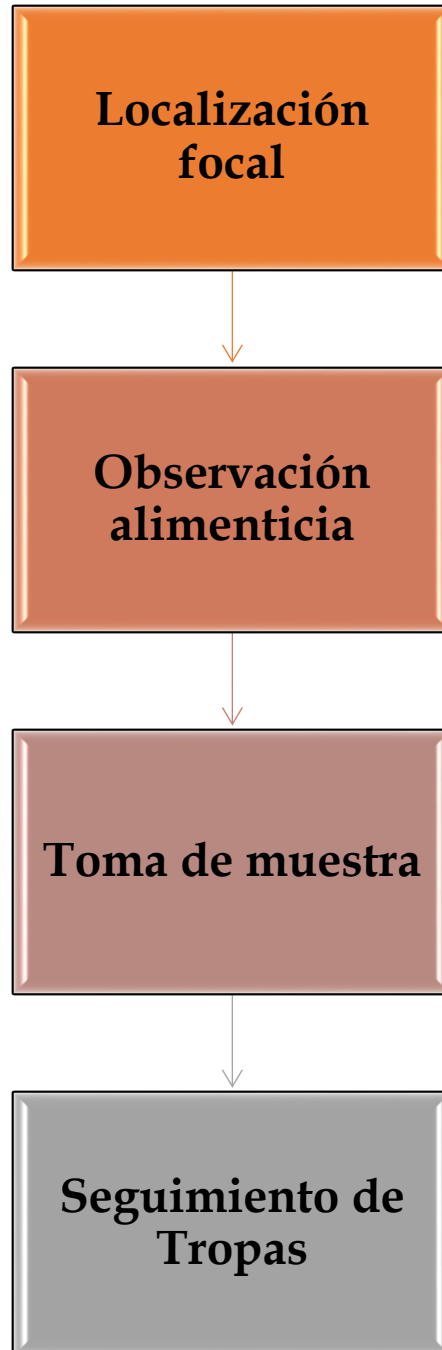 Localización
focal
Observación
alimenticia
Toma de muestra
Seguimiento de
Tropas